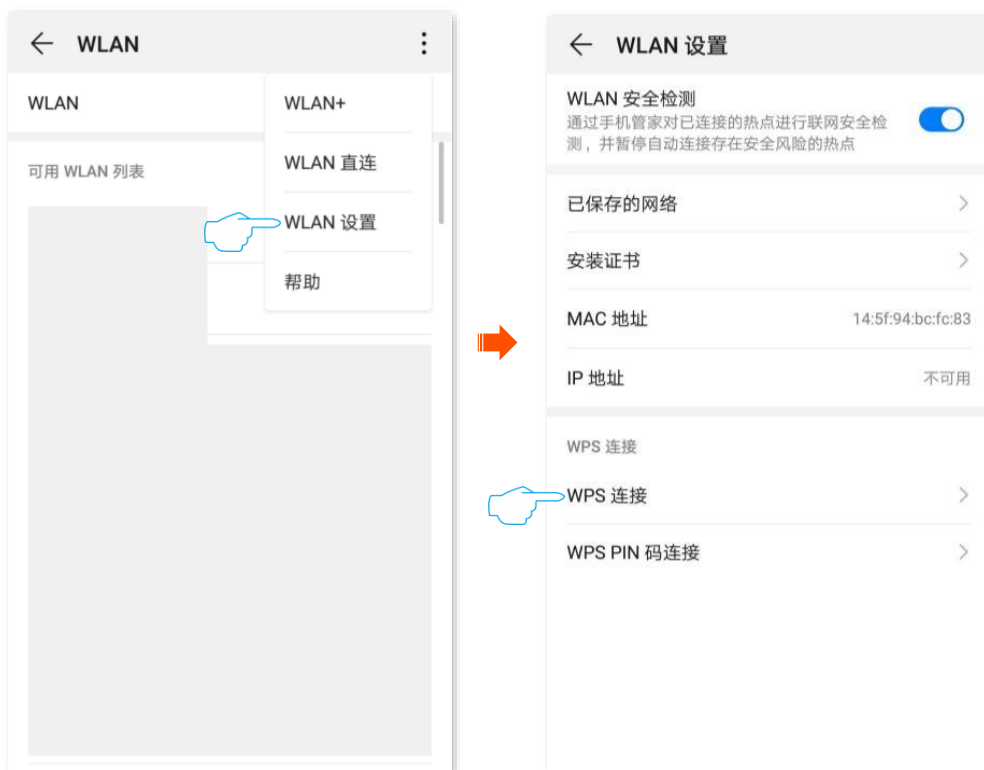 WLAN
WLAN
WLAN+
可用 WLAN 列表
WLAN 直连
WLAN 设置
帮助
WLAN 设置
WLAN 安全检测
通过手机管家对已连接的热点进行联网安全检
测，并暂停自动连接存在安全风险的热点
已保存的网络
安装证书
MAC 地址 14:5f:94:bc:fc:83
IP 地址 不可用
WPS 连接
WPS 连接
WPS PIN 码连接